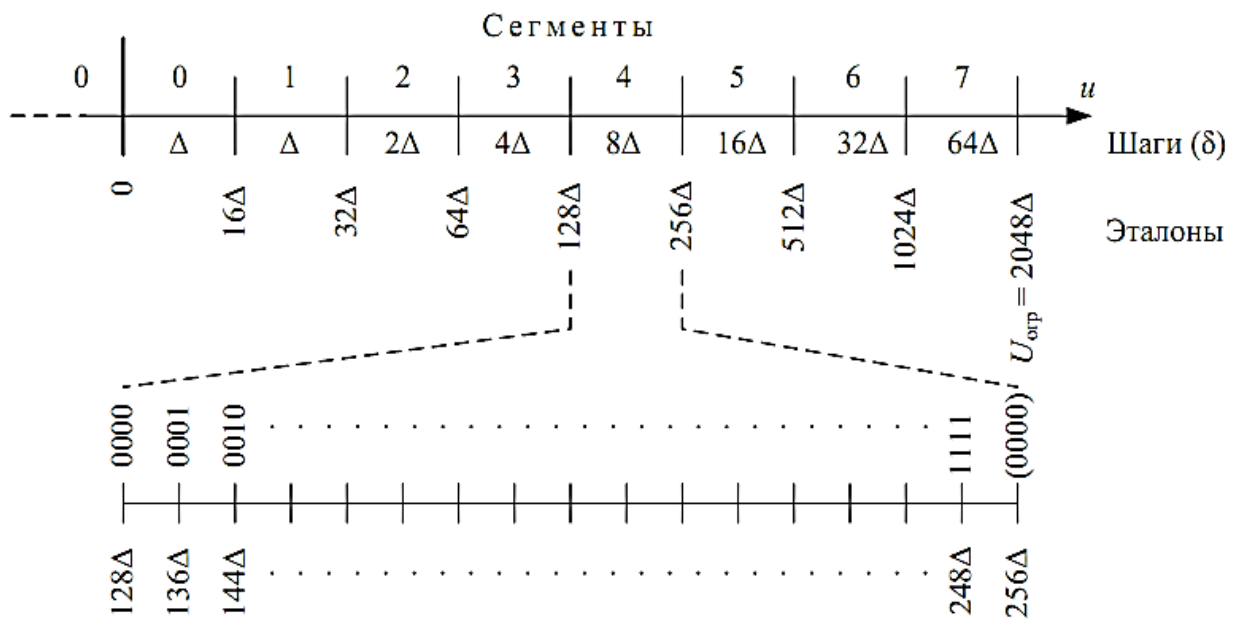 Сегменты
0 0 1 2 3 4 5 6 7 u
Δ Δ 2Δ 4Δ 8Δ 16Δ 32Δ 64Δ Шаги (δ)
0 16Δ 32Δ 64Δ 128Δ 256Δ 512Δ 1024Δ Uогр = 2048Δ Эталоны
0000 0001 0010 1111 (0000)
128Δ 136Δ 144Δ 248Δ 256Δ